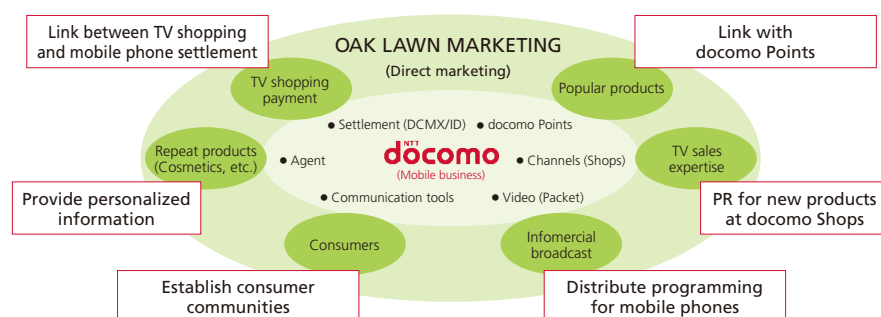 Link between TV shopping
and mobile phone settlement
OAK LAWN MARKETING
(Direct marketing)
Link with
docomo Points
TV shopping
payment
Popular products
• Settlement (DCMX/ID)
• docomo Points
Repeat products
(Cosmetics, etc.)
• Agent
NTT
docomo
(Mobile business)
• Channels (Shops)
TV sales
expertise
Provide personalized
information
• Communication tools
• Video (Packet)
PR for new products
at docomo Shops
Consumers
Infomercial
broadcast
Establish consumer
communities
Distribute programming
for mobile phones